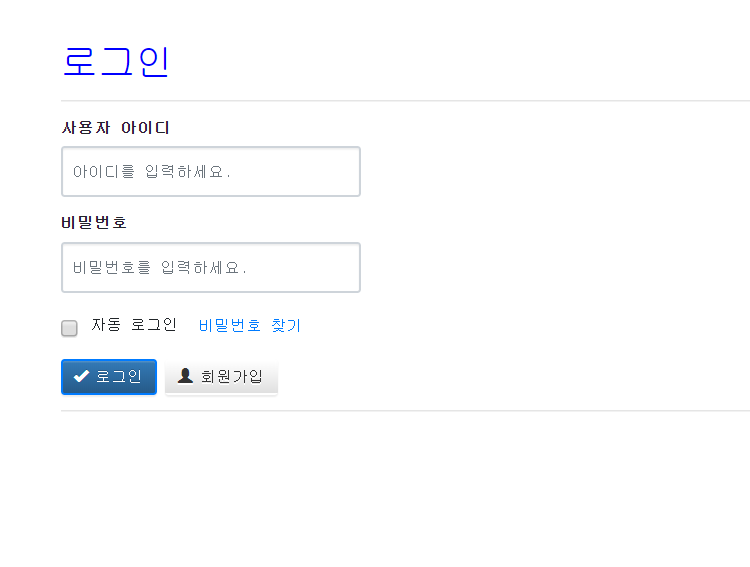 로그인
사용자 아이디
아이디를 입력하세요.
비밀번호
비밀번호를 입력하세요.
자동 로그인 비밀번호 찾기
로그인 회원가입